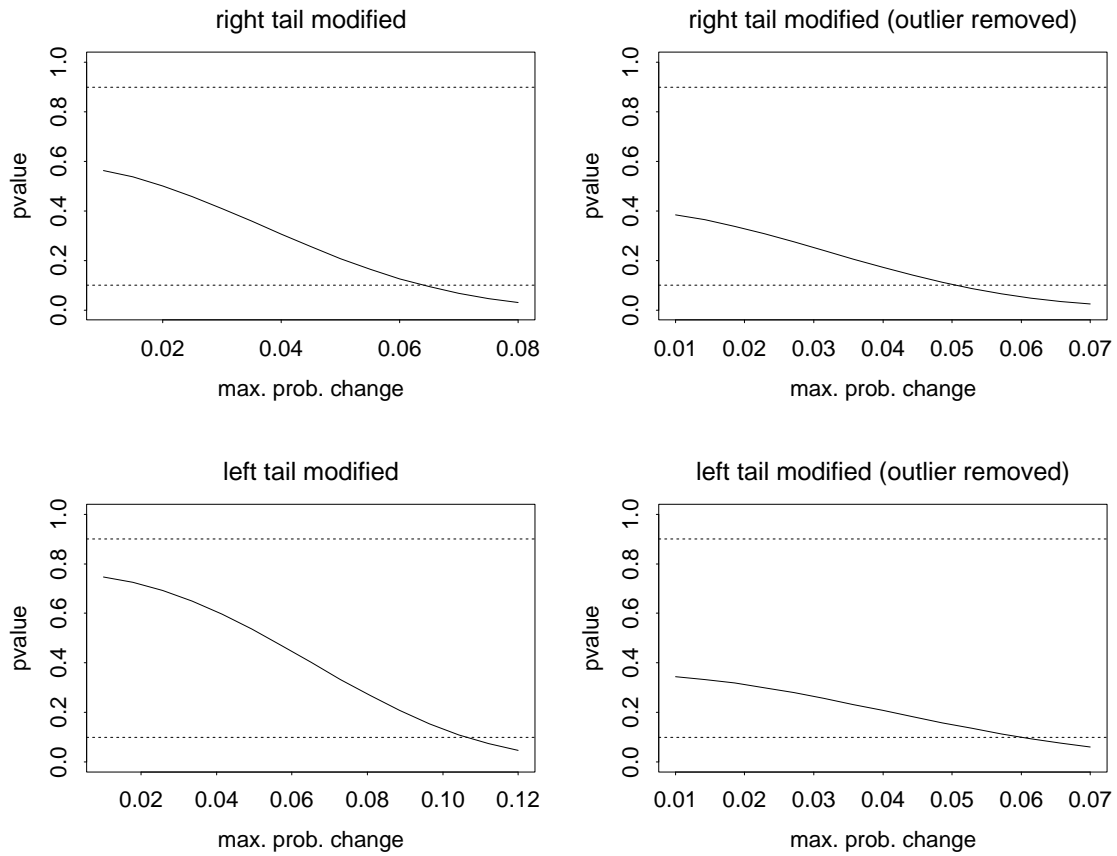 right tail modified
pvalue
1.0
0.8
0.6
0.4
0.2
0.0
0.02 0.04 0.06 0.08
max. prob. change
right tail modified (outlier removed)
pvalue
1.0
0.8
0.6
0.4
0.2
0.0
0.01 0.02 0.03 0.04 0.05 0.06 0.07
max. prob. change
left tail modified
pvalue
1.0
0.8
0.6
0.4
0.2
0.0
0.02 0.04 0.06 0.08 0.10 0.12
max. prob. change
left tail modified (outlier removed)
pvalue
1.0
0.8
0.6
0.4
0.2
0.0
0.01 0.02 0.03 0.04 0.05 0.06 0.07
max. prob. change